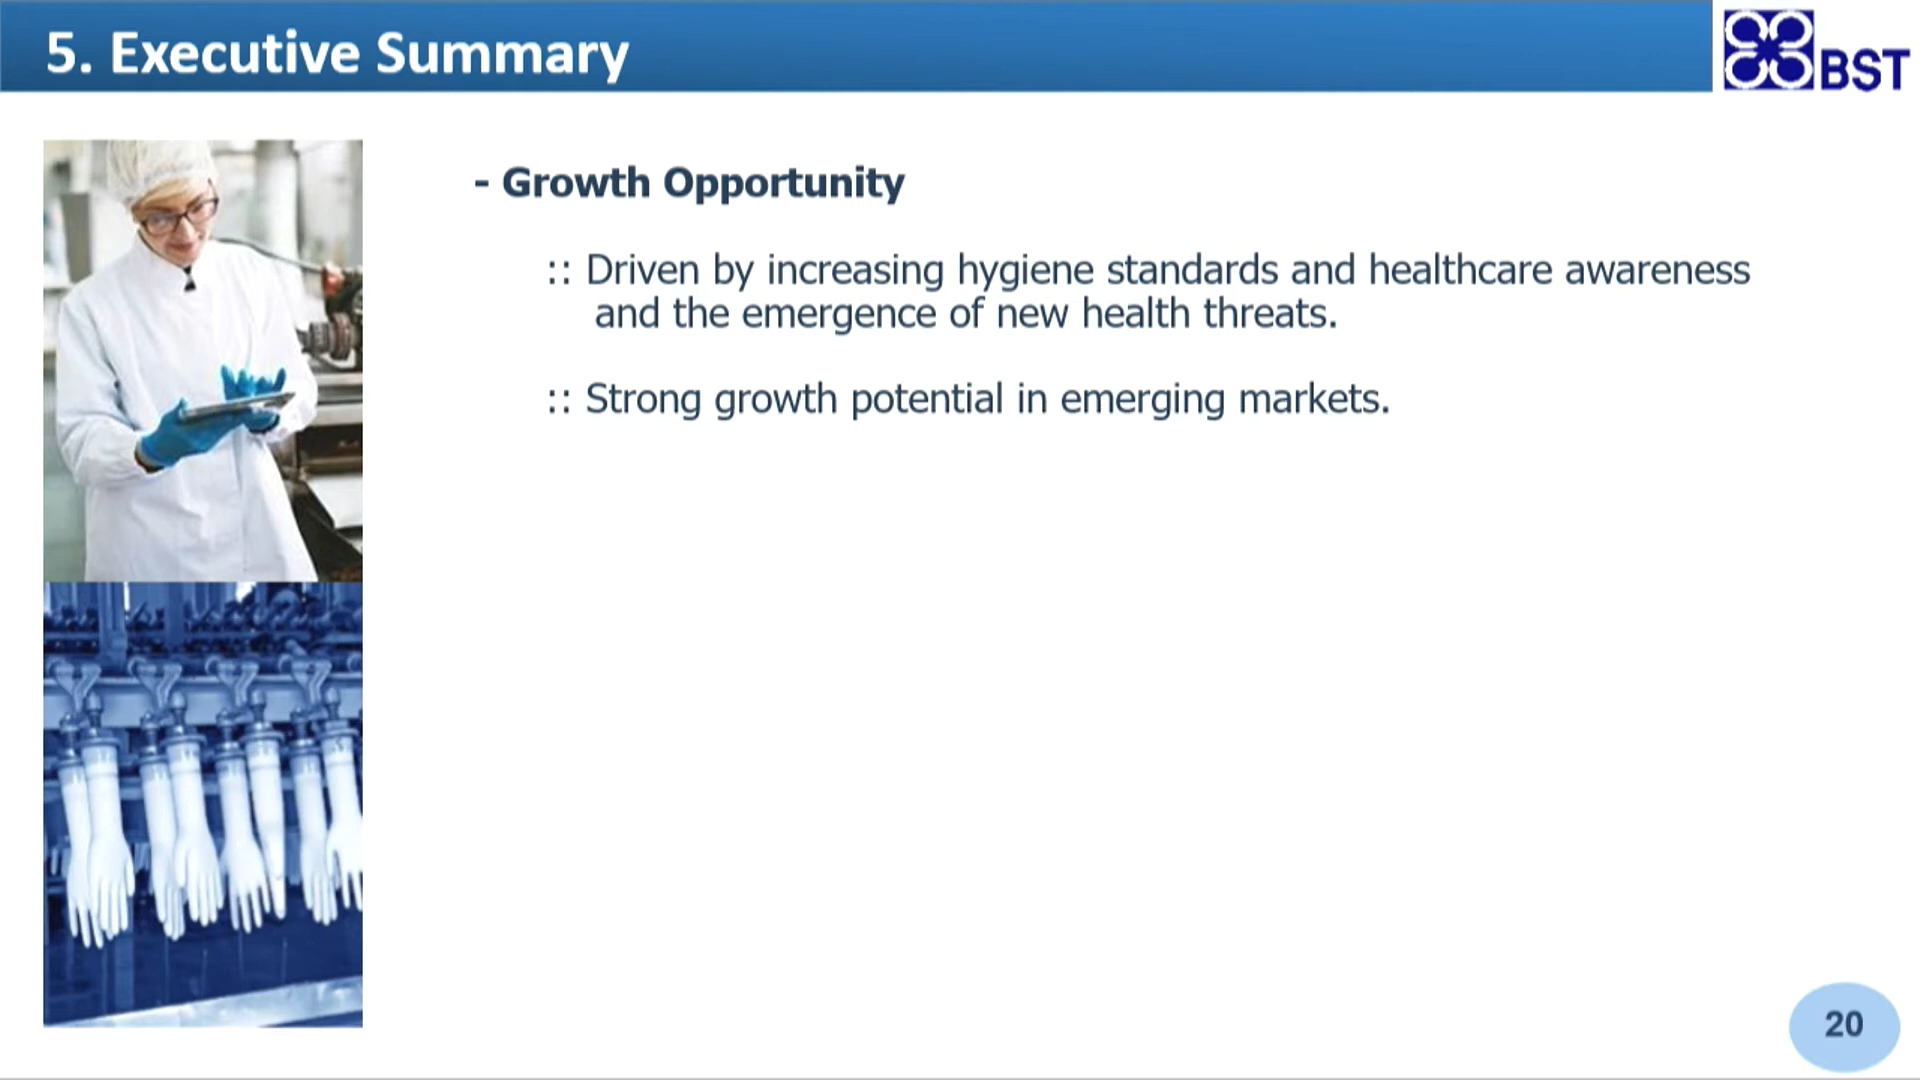 5. Executive Summary
BST
- Growth Opportunity
:: Driven by increasing hygiene standards and healthcare awareness
and the emergence of new health threats.
:: Strong growth potential in emerging markets.
20